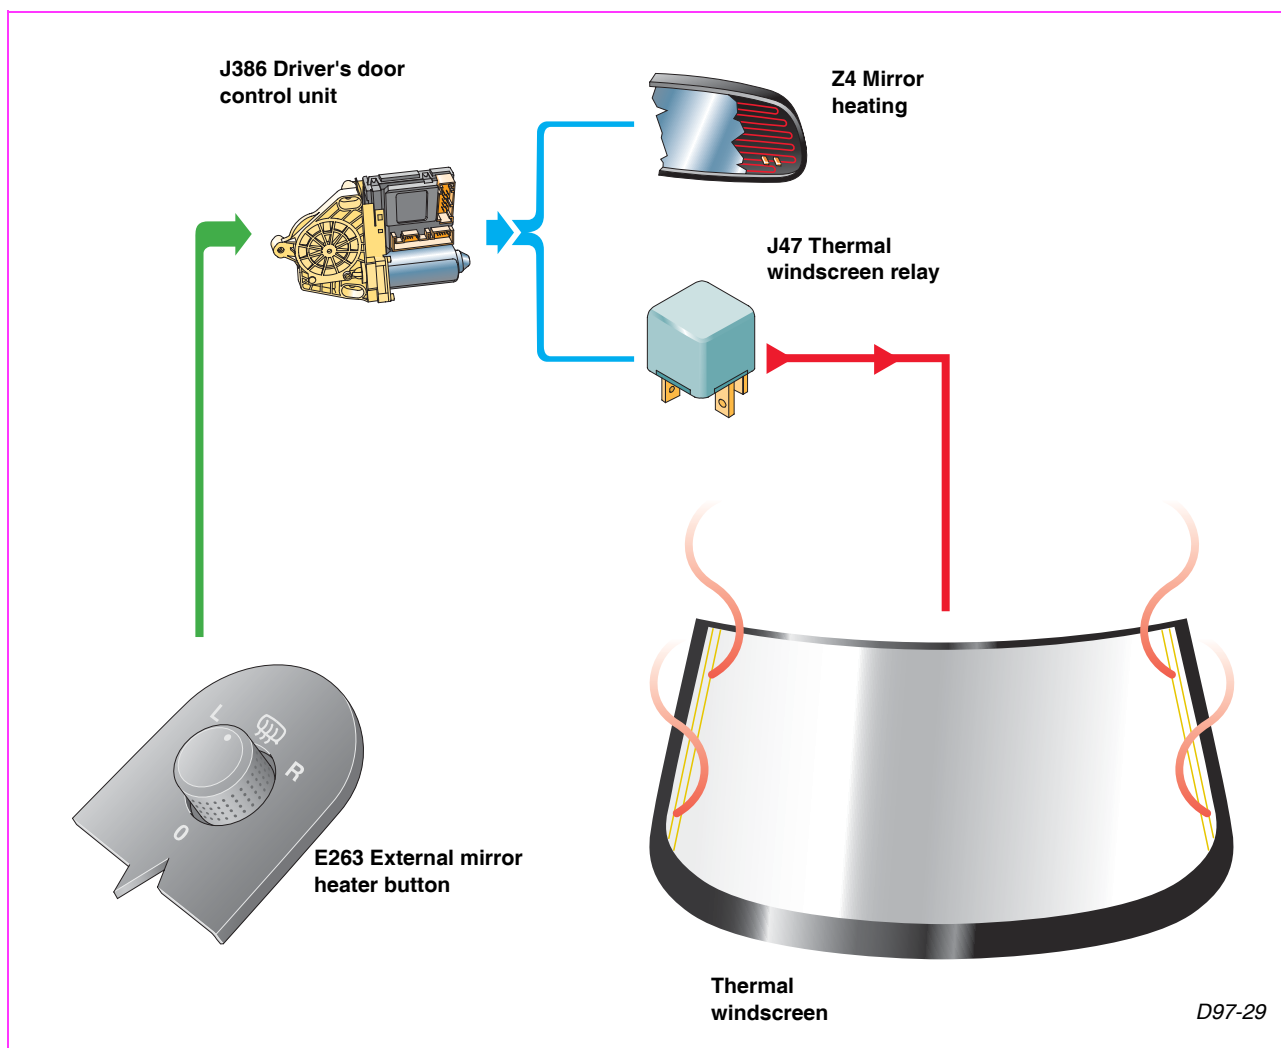 J386 Driver's door
control unit
Z4 Mirror
heating
J47 Thermal
windscreen relay
L
R
0
E263 External mirror
heater button
Thermal
windscreen
D97-29